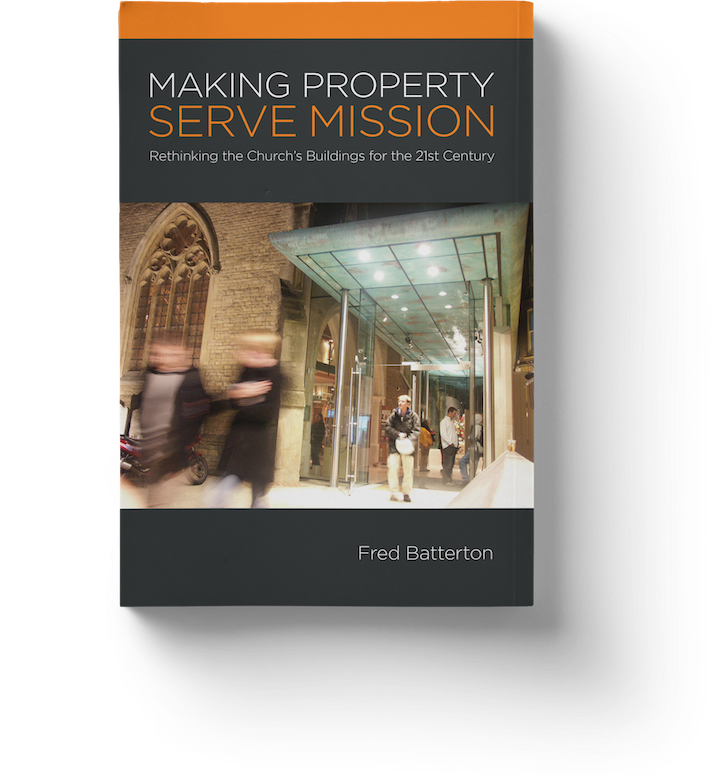 MAKING PROPERTY
SERVE MISSION
Rethinking the Church's Buildings for the 21st Century
Fred Batterton